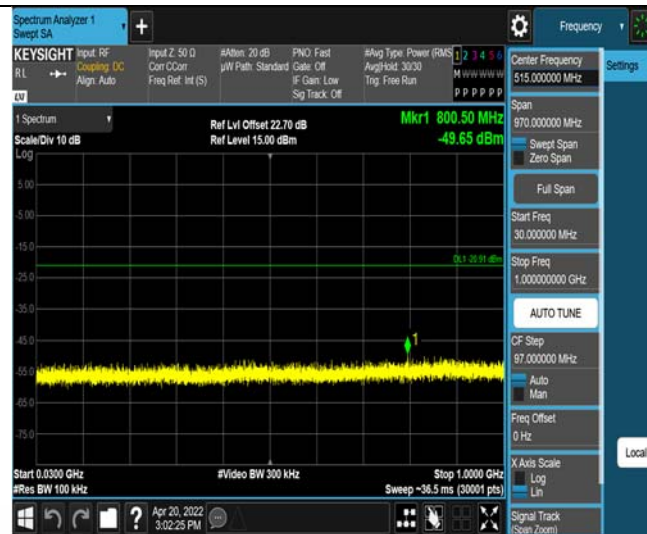 Spectrum Analyzer 1
Swept SA
+
Frequency
KEYSIGHT
RL
LXI
Input: RF
Coupling: DC
Align: Auto
Input Z: 50 Ω
Corr CCorr
Freq Ref: Int (S)
#Atten: 20 dB
µW Path: Standard
PNO: Fast
Gate: Off
IF Gain: Low
Sig Track: Off
#Avg Type: Power (RMS
Avg|Hold: 30/30
Trig: Free Run
1 2 3 4 5 6
M W W W W W
P P P P P P
1 Spectrum
Scale/Div 10 dB
Log
Ref Lvl Offset 22.70 dB
Ref Level 15.00 dBm
Mkr1 800.50 MHz
-49.65 dBm
5.00
-5.00
-15.0
DL1 -20.91 dBm
-25.0
-35.0
-45.0
1
-55.0
-65.0
-75.0
Start 0.0300 GHz
#Res BW 100 kHz
#Video BW 300 kHz
Stop 1.0000 GHz
Sweep ~36.5 ms (30001 pts)
?
Apr 20, 2022
3:02:25 PM
Center Frequency
515.000000 MHz
Settings
Span
970.000000 MHz
Swept Span
Zero Span
Full Span
Start Freq
30.000000 MHz
Stop Freq
1.000000000 GHz
AUTO TUNE
CF Step
97.000000 MHz
Auto
Man
Freq Offset
0 Hz
Local
X Axis Scale
Log
Lin
Signal Track
(Span Zoom)